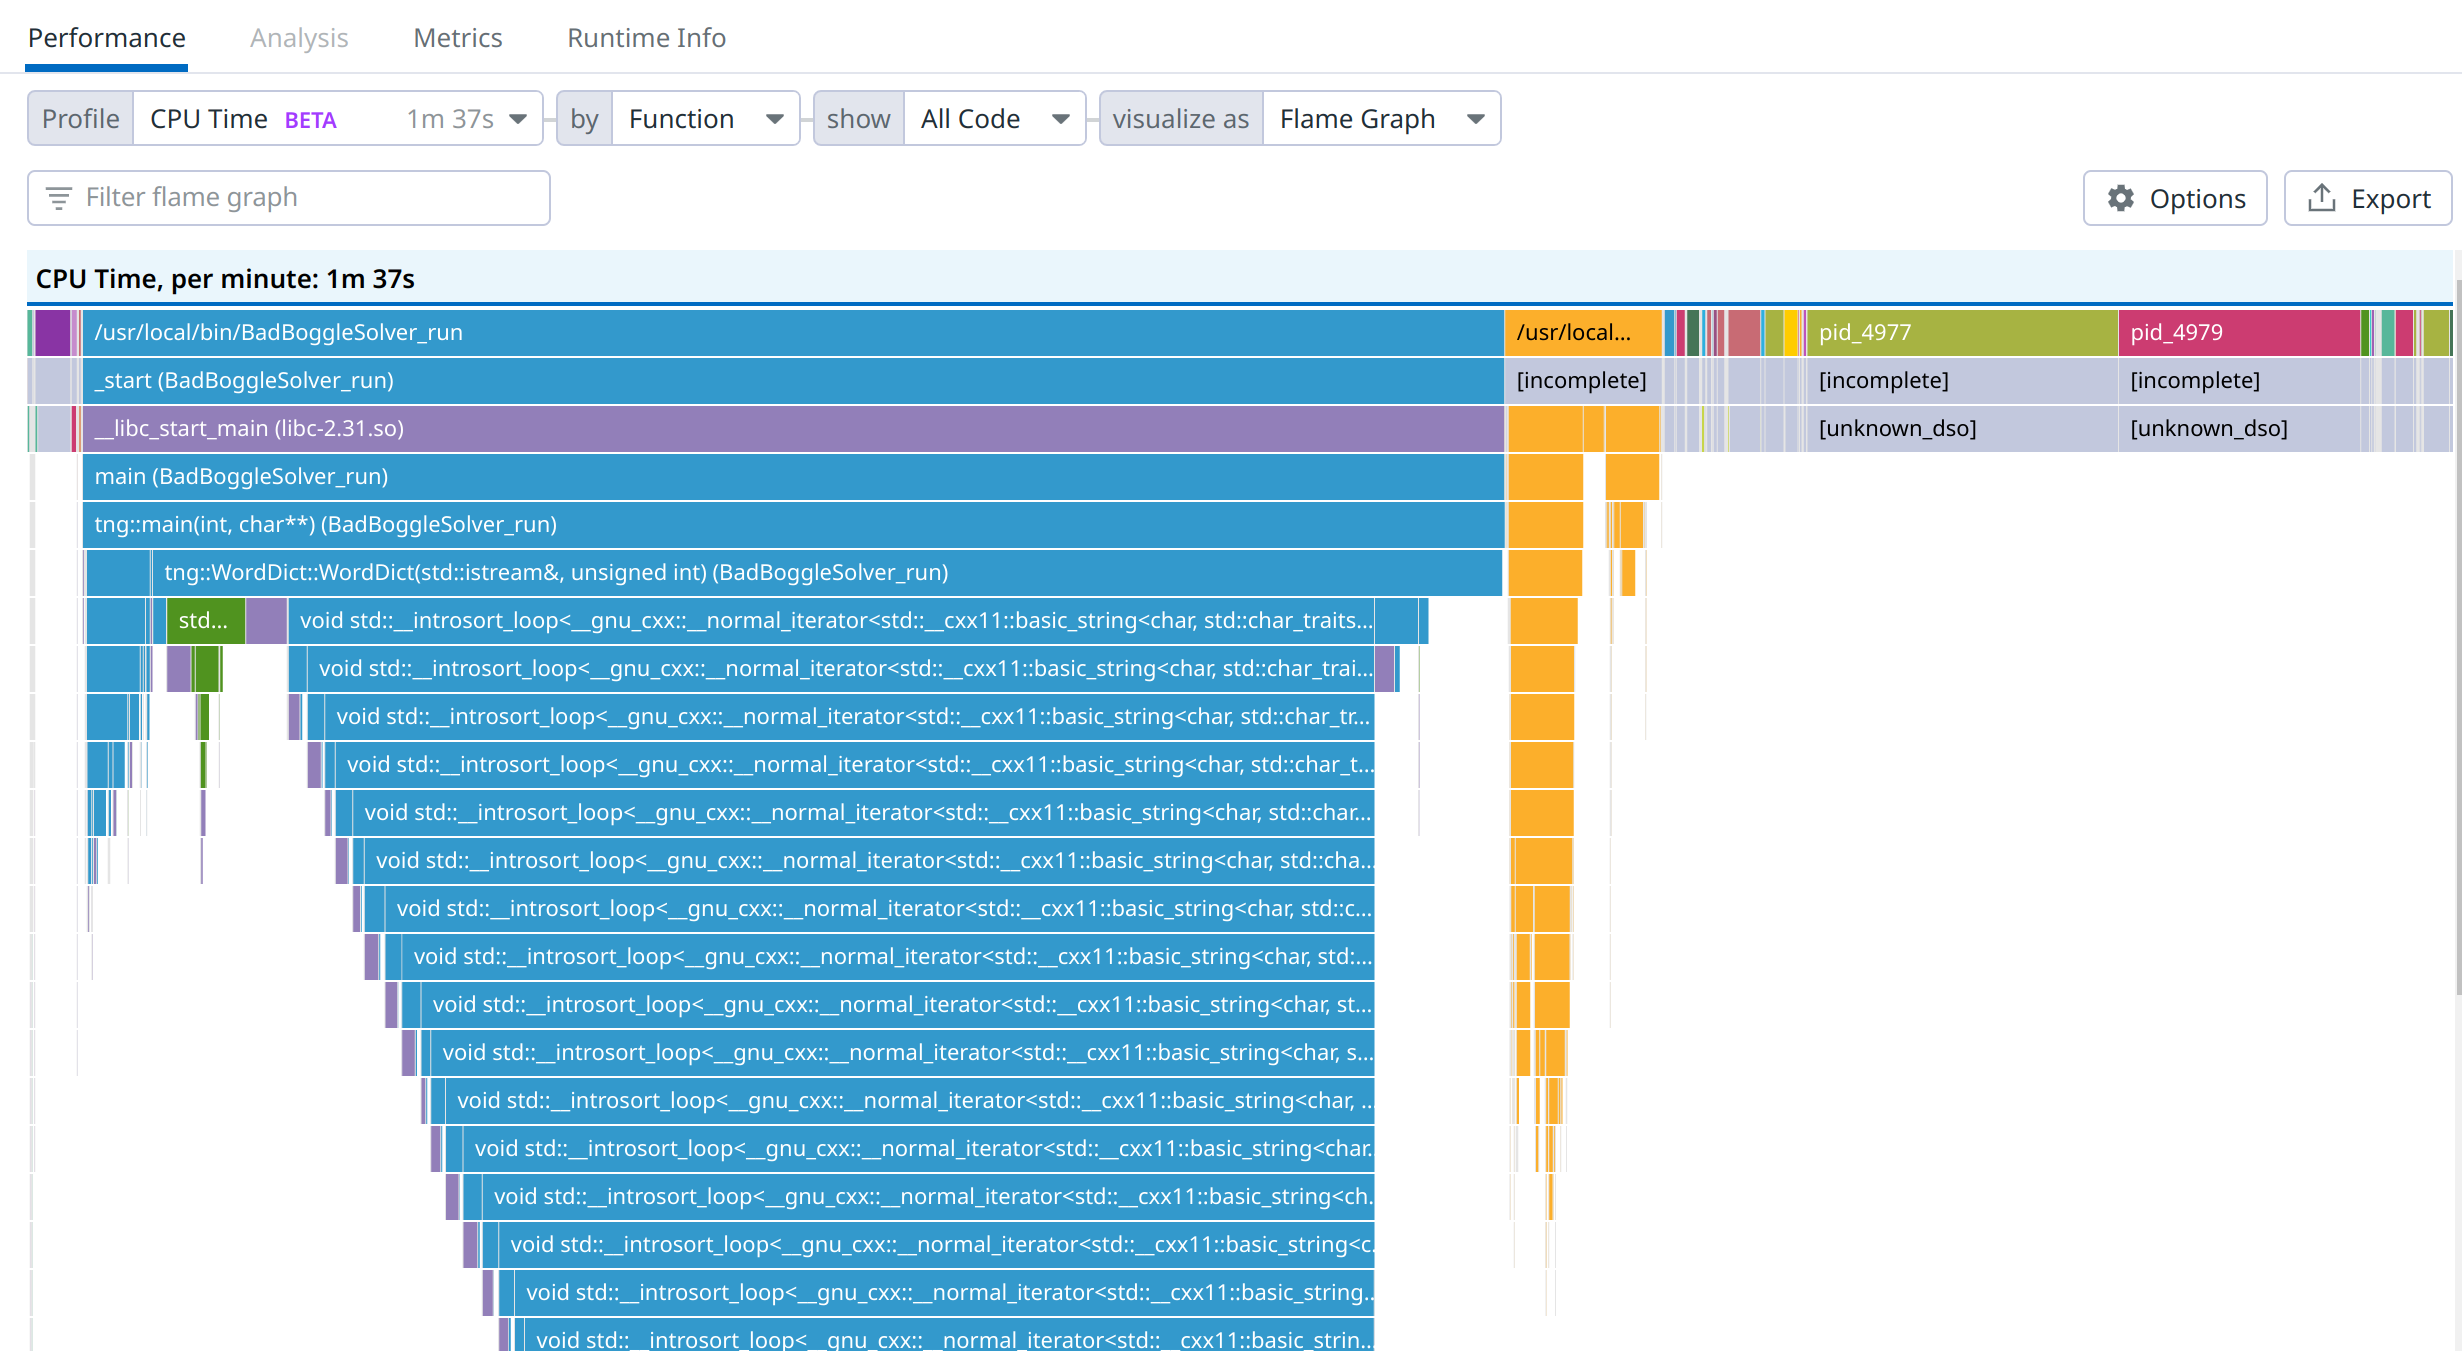 Performance Analysis Metrics Runtime Info
Profile CPU Time BETA 1m 37s by Function show All Code visualize as Flame Graph
Filter flame graph Options Export
CPU Time, per minute: 1m 37s
/usr/local/bin/BadBoggleSolver_run /usr/local... pid_4977 pid_4979
_start (BadBoggleSolver_run) [incomplete] [incomplete] [incomplete]
__libc_start_main (libc-2.31.so) [unknown_dso] [unknown_dso]
main (BadBoggleSolver_run)
tng::main(int, char**) (BadBoggleSolver_run)
tng::WordDict::WordDict(std::istream&, unsigned int) (BadBoggleSolver_run)
std... void std::__introsort_loop<__gnu_cxx::__normal_iterator<std::__cxx11::basic_string<char, std::char_traits...
void std::__introsort_loop<__gnu_cxx::__normal_iterator<std::__cxx11::basic_string<char, std::char_trai...
void std::__introsort_loop<__gnu_cxx::__normal_iterator<std::__cxx11::basic_string<char, std::char_tr...
void std::__introsort_loop<__gnu_cxx::__normal_iterator<std::__cxx11::basic_string<char, std::char_t...
void std::__introsort_loop<__gnu_cxx::__normal_iterator<std::__cxx11::basic_string<char, std::char...
void std::__introsort_loop<__gnu_cxx::__normal_iterator<std::__cxx11::basic_string<char, std::cha...
void std::__introsort_loop<__gnu_cxx::__normal_iterator<std::__cxx11::basic_string<char, std::c...
void std::__introsort_loop<__gnu_cxx::__normal_iterator<std::__cxx11::basic_string<char, std:...
void std::__introsort_loop<__gnu_cxx::__normal_iterator<std::__cxx11::basic_string<char, st...
void std::__introsort_loop<__gnu_cxx::__normal_iterator<std::__cxx11::basic_string<char, s...
void std::__introsort_loop<__gnu_cxx::__normal_iterator<std::__cxx11::basic_string<char, ...
void std::__introsort_loop<__gnu_cxx::__normal_iterator<std::__cxx11::basic_string<char...
void std::__introsort_loop<__gnu_cxx::__normal_iterator<std::__cxx11::basic_string<ch...
void std::__introsort_loop<__gnu_cxx::__normal_iterator<std::__cxx11::basic_string<c...
void std::__introsort_loop<__gnu_cxx::__normal_iterator<std::__cxx11::basic_string...
void std::__introsort_loop<__gnu_cxx::__normal_iterator<std::__cxx11::basic_strin...